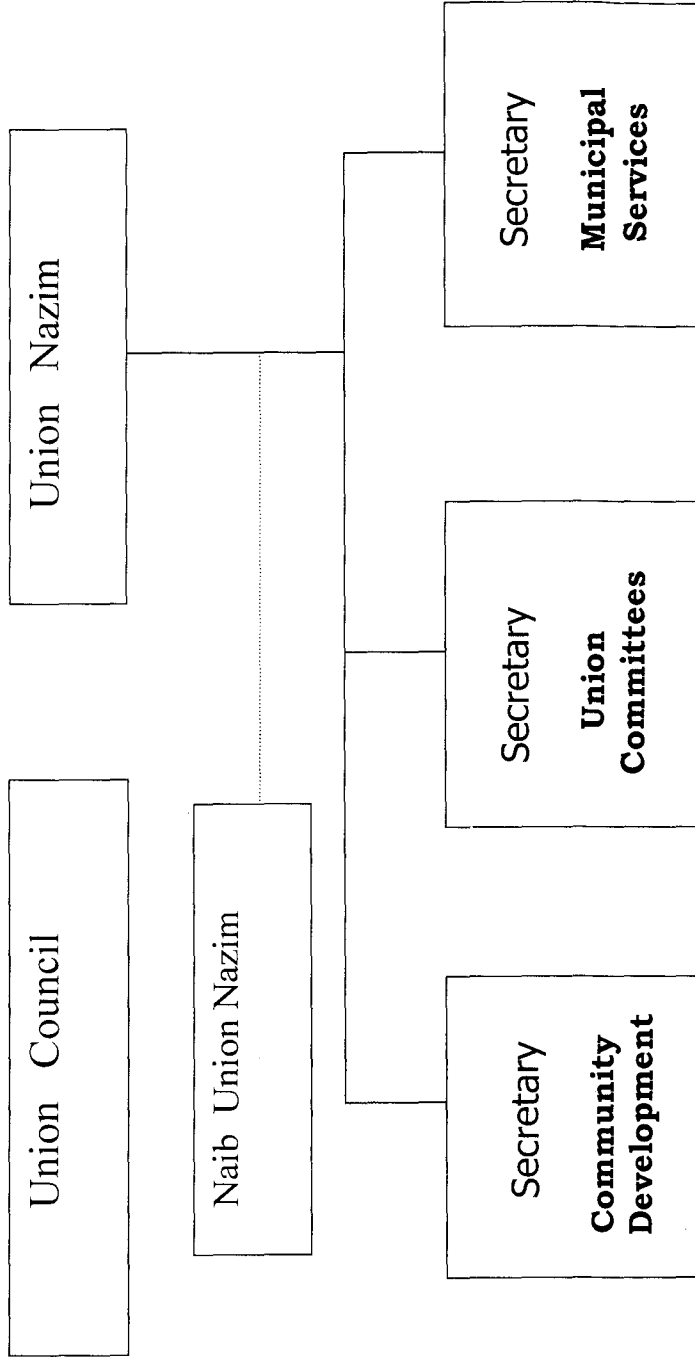 Union Council
Union Nazim
Naib Union Nazim
Secretary
Community
Development
Secretary
Union
Committees
Secretary
Municipal
Services